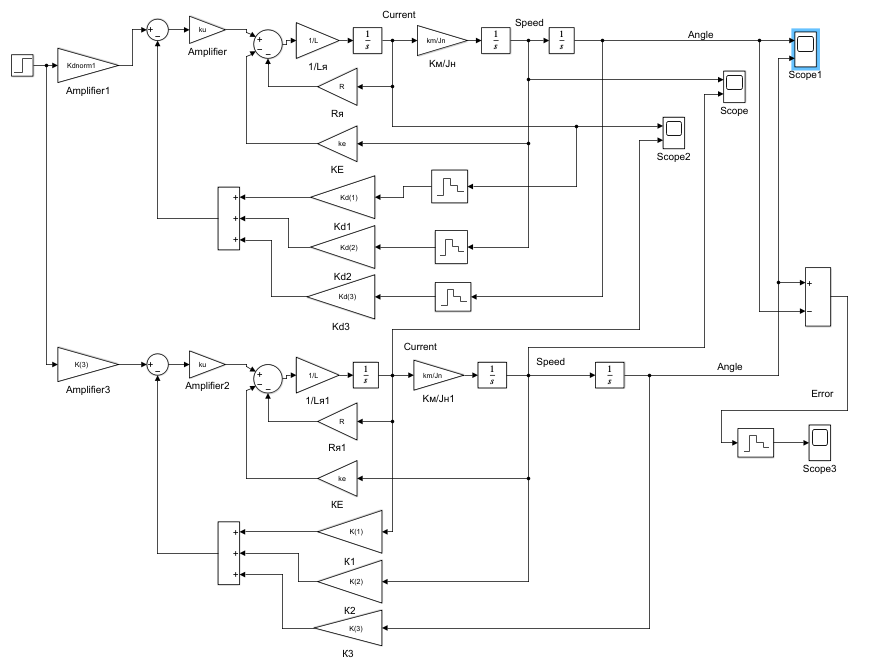 Current
Speed
Angle
+
−
ku
Amplifier
+
−
−
1/L
1/Lя
1
s
km/Jn
Kм/Jн
1
s
1
s
Scope1
Kdnorm1
Amplifier1
R
Rя
Scope
Scope2
ke
KE
Kd(1)
Kd1
+
+
+
Kd(2)
Kd2
Kd(3)
Kd3
+
−
Current
Speed
Angle
K(3)
Amplifier3
+
−
ku
Amplifier2
+
−
−
1/L
1/Lя1
1
s
km/Jn
Kм/Jн1
1
s
1
s
Error
R
Rя1
Scope3
ke
KE
K(1)
K1
+
+
+
K(2)
K2
K(3)
K3